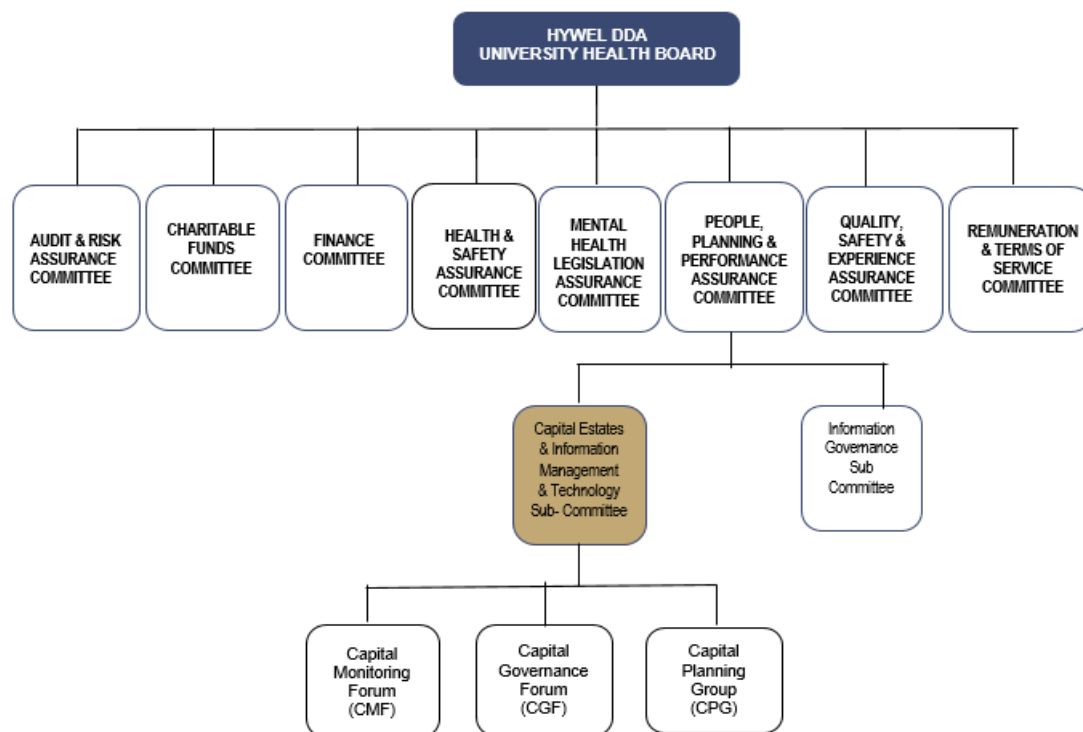 HYWEL DDA
UNIVERSITY HEALTH BOARD
AUDIT & RISK
ASSURANCE
COMMITTEE
CHARITABLE
FUNDS
COMMITTEE
FINANCE
COMMITTEE
HEALTH &
SAFETY
ASSURANCE
COMMITTEE
MENTAL
HEALTH
LEGISLATION
ASSURANCE
COMMITTEE
PEOPLE,
PLANNING &
PERFORMANCE
ASSURANCE
COMMITTEE
QUALITY,
SAFETY &
EXPERIENCE
ASSURANCE
COMMITTEE
REMUNERATION
& TERMS OF
SERVICE
COMMITTEE
Capital Estates
& Information
Management
& Technology
Sub- Committee
Information
Governance
Sub
Committee
Capital
Monitoring
Forum
(CMF)
Capital
Governance
Forum
(CGF)
Capital
Planning
Group
(CPG)